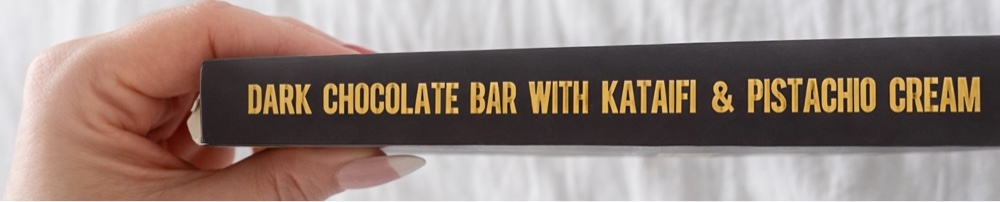 DARK CHOCOLATE BAR WITH KATAIFI & PISTACHIO CREAM